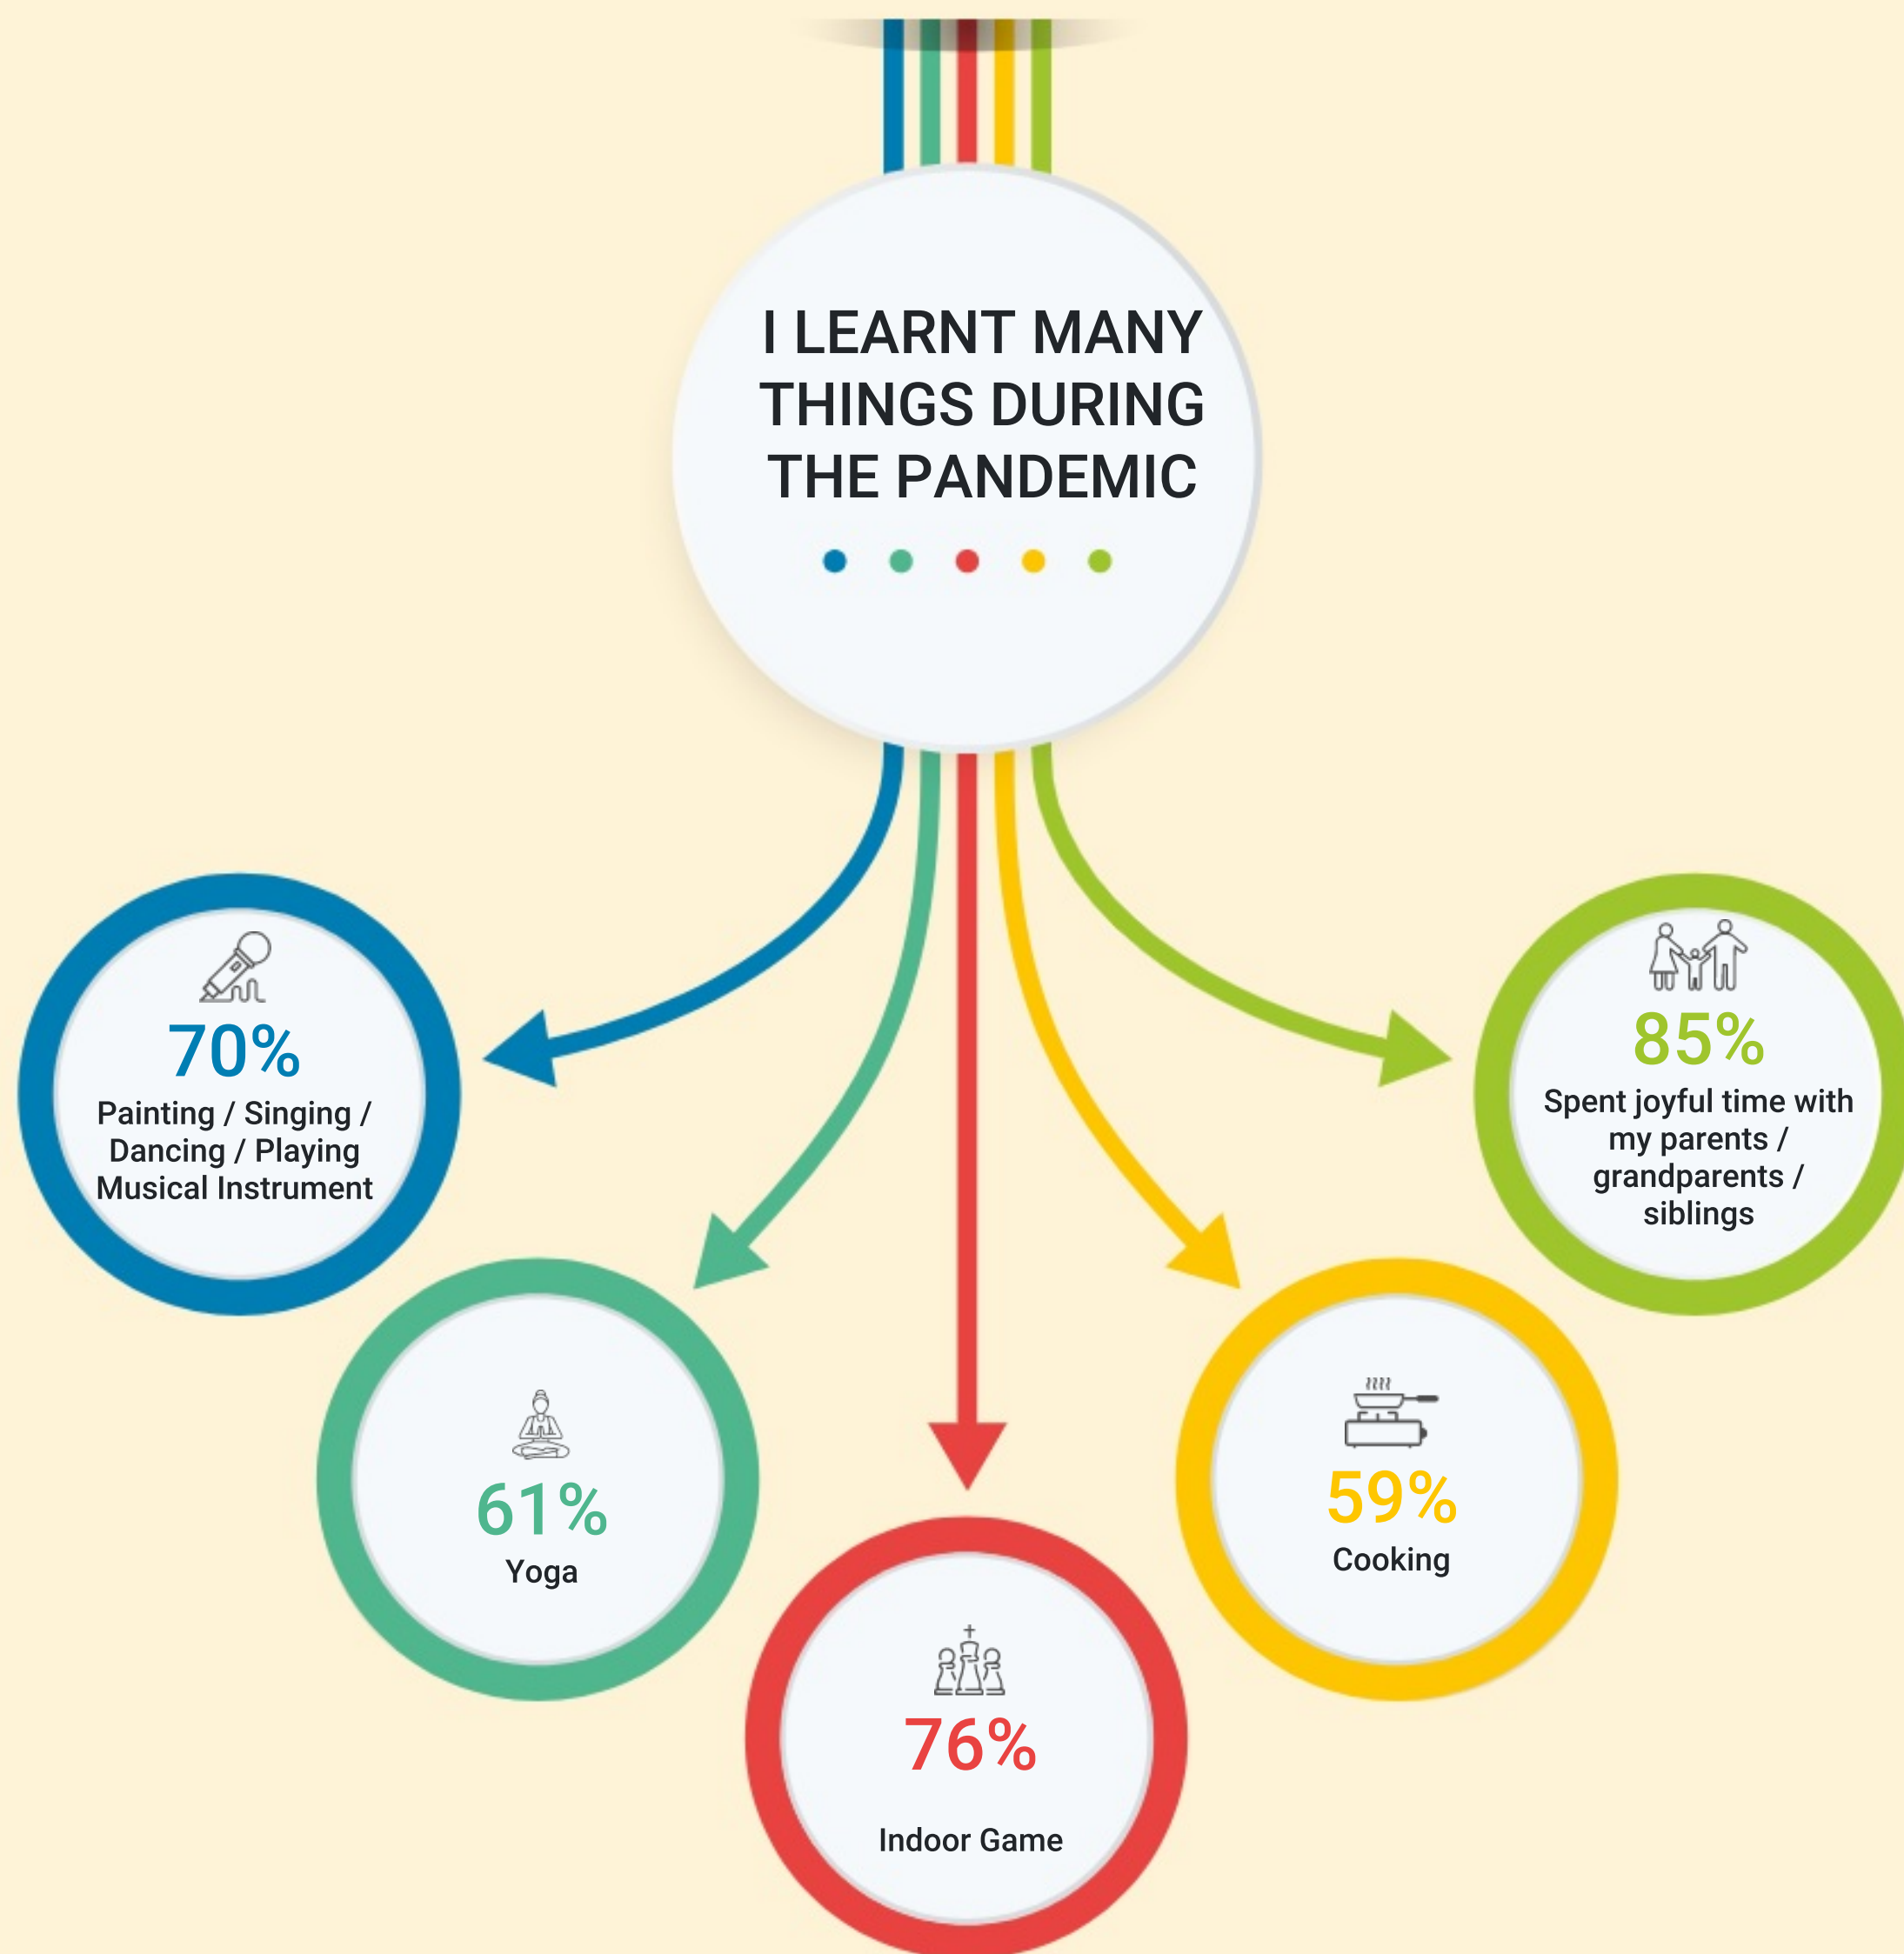 I LEARNT MANY
THINGS DURING
THE PANDEMIC
70%
Painting / Singing /
Dancing / Playing
Musical Instrument
85%
Spent joyful time with
my parents /
grandparents /
siblings
61%
Yoga
59%
Cooking
76%
Indoor Game